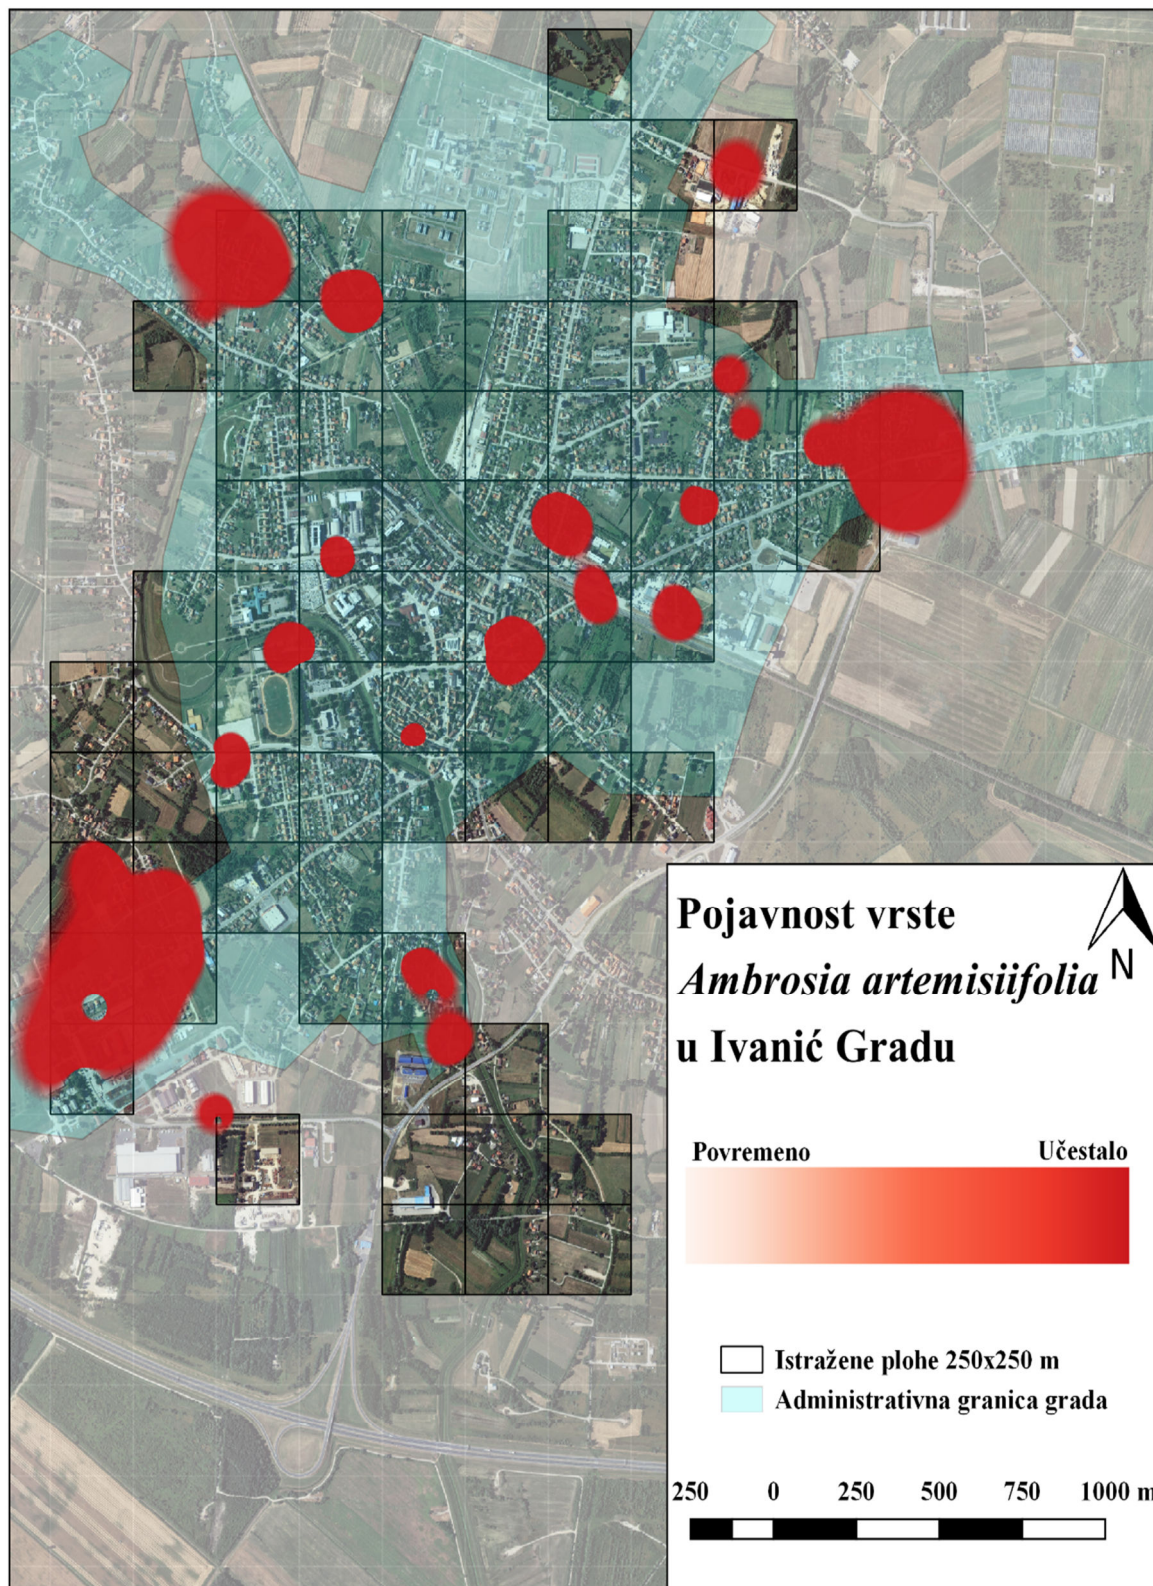 Pojavnost vrste
Ambrosia artemisiifolia
u Ivanić Gradu
N
Povremeno Učestalo
Istražene plohe 250x250 m
Administrativna granica grada
250 0 250 500 750 1000 m